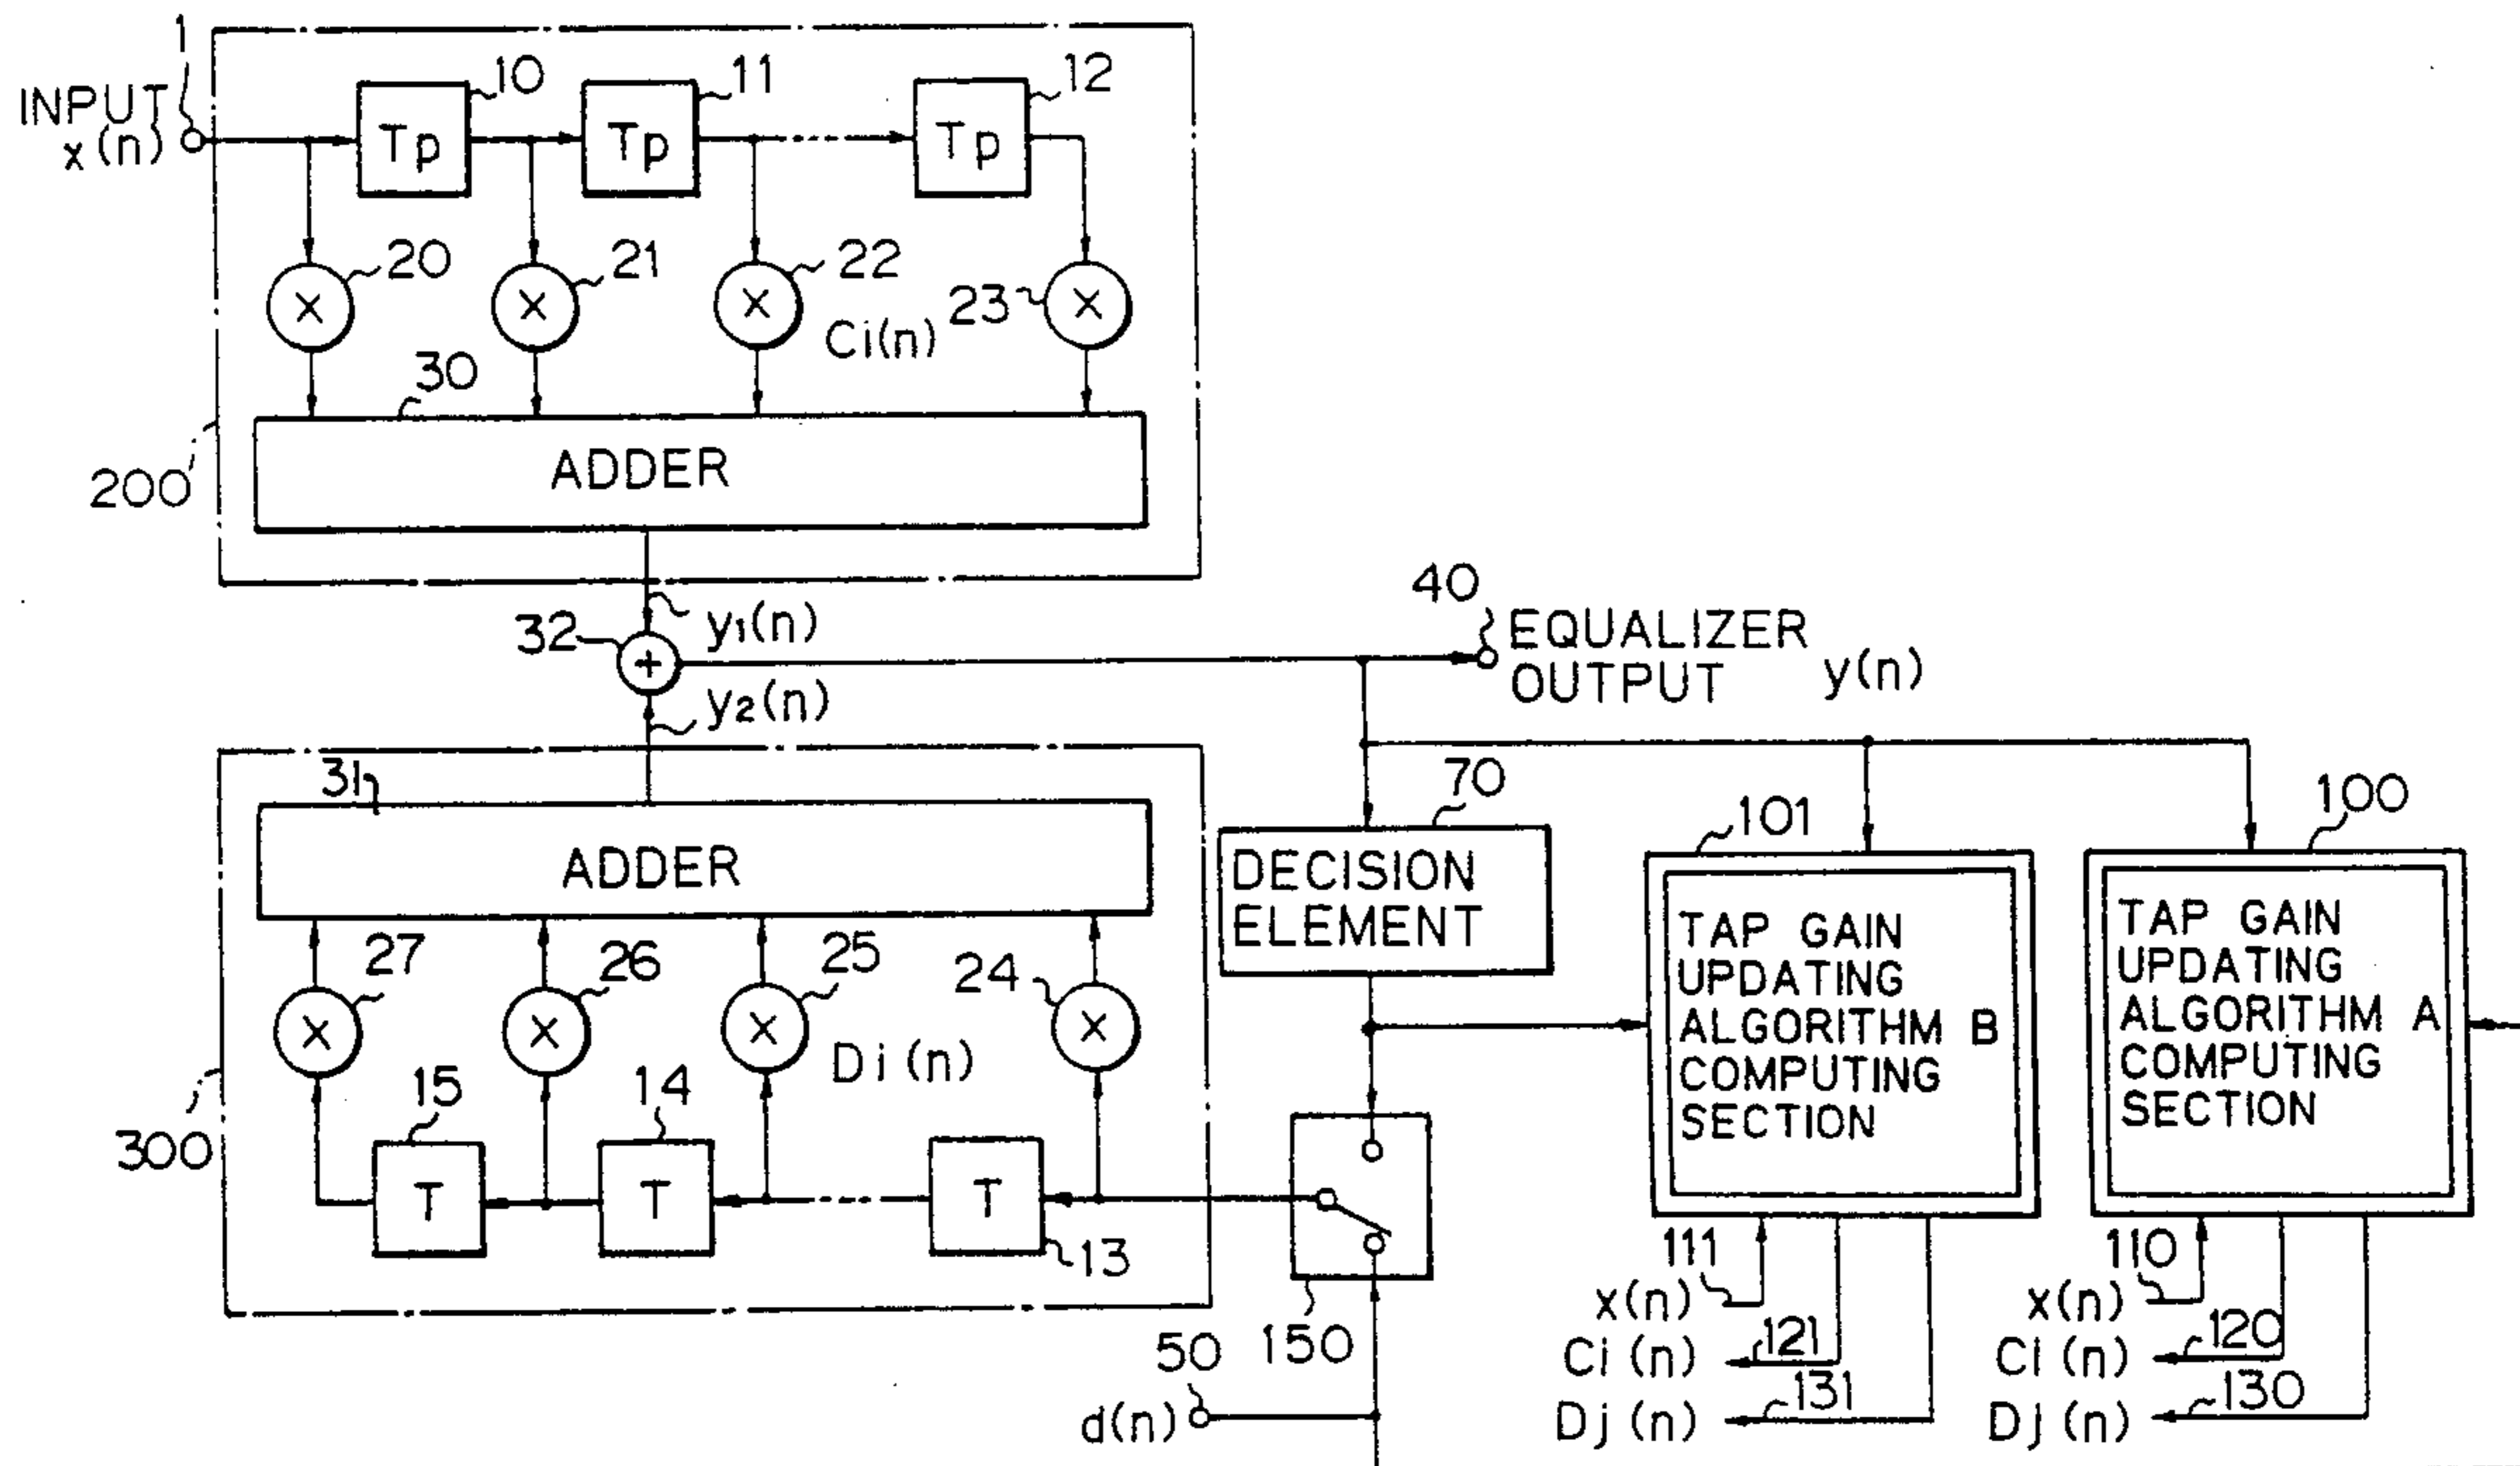 1
INPUT
x(n)
10
11
12
Tp
Tp
Tp
20
21
22
23
Ci(n)
30
ADDER
200
32
y1(n)
y2(n)
40
EQUALIZER
OUTPUT y(n)
31
ADDER
70
DECISION
ELEMENT
101
TAP GAIN
UPDATING
ALGORITHM B
COMPUTING
SECTION
100
TAP GAIN
UPDATING
ALGORITHM A
COMPUTING
SECTION
27
26
25
24
Di(n)
15
14
13
T
T
T
300
150
50
d(n)
111
x(n)
Ci(n)
121
Dj(n)
131
110
x(n)
Ci(n)
120
Dj(n)
130